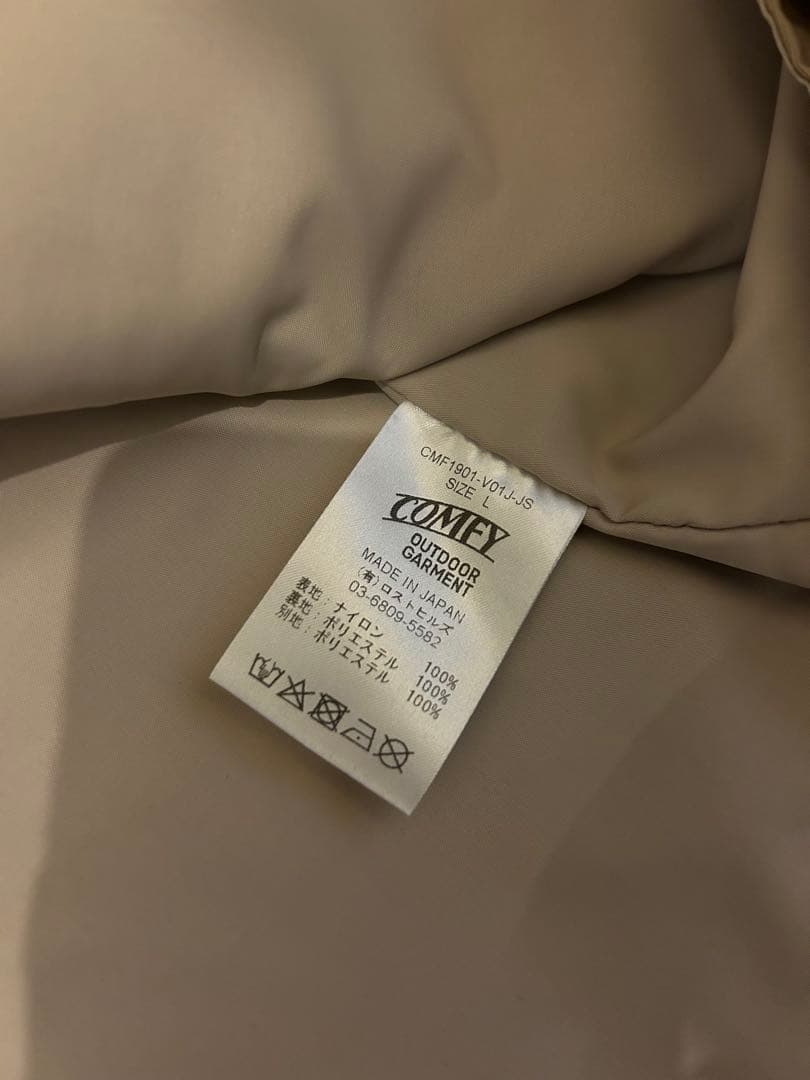 CMF1901-V01J-JS
SIZE L
COMFY
OUTDOOR
GARMENT
MADE IN JAPAN
(有)ロストヒルズ
03-6809-5582
表地:ナイロン 100%
裏地:ポリエステル 100%
別地:ポリエステル 100%